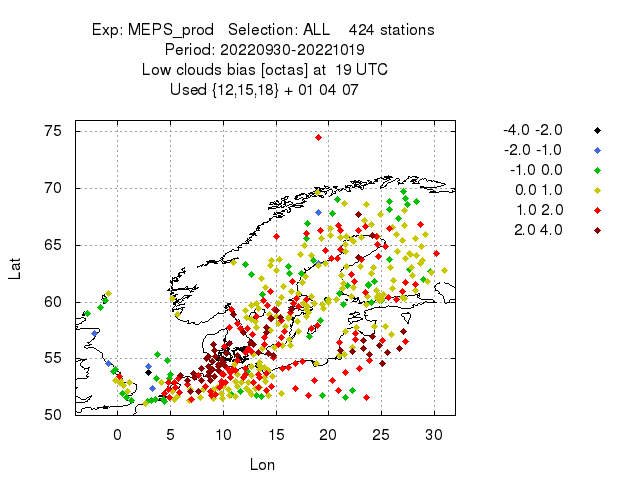 Exp: MEPS_prod Selection: ALL 424 stations
Period: 20220930-20221019
Low clouds bias [octas] at 19 UTC
Used {12,15,18} + 01 04 07
75
70
65
60
55
50
0 5 10 15 20 25 30
Lat
Lon
-4.0 -2.0
-2.0 -1.0
-1.0 0.0
0.0 1.0
1.0 2.0
2.0 4.0